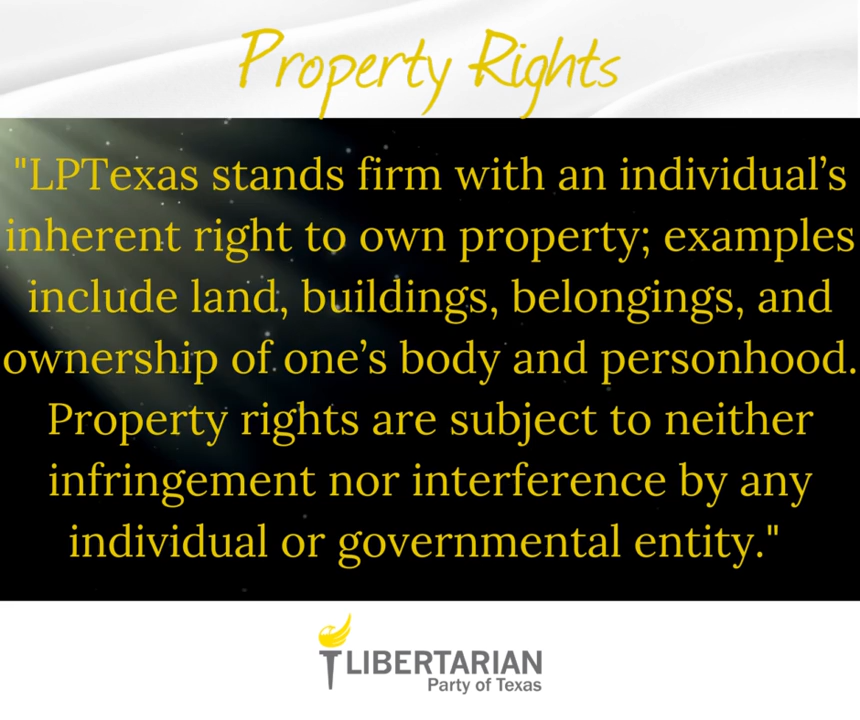 Property Rights
"LPTexas stands firm with an individual’s
inherent right to own property; examples
include land, buildings, belongings, and
ownership of one’s body and personhood.
Property rights are subject to neither
infringement nor interference by any
individual or governmental entity."
LIBERTARIAN
Party of Texas